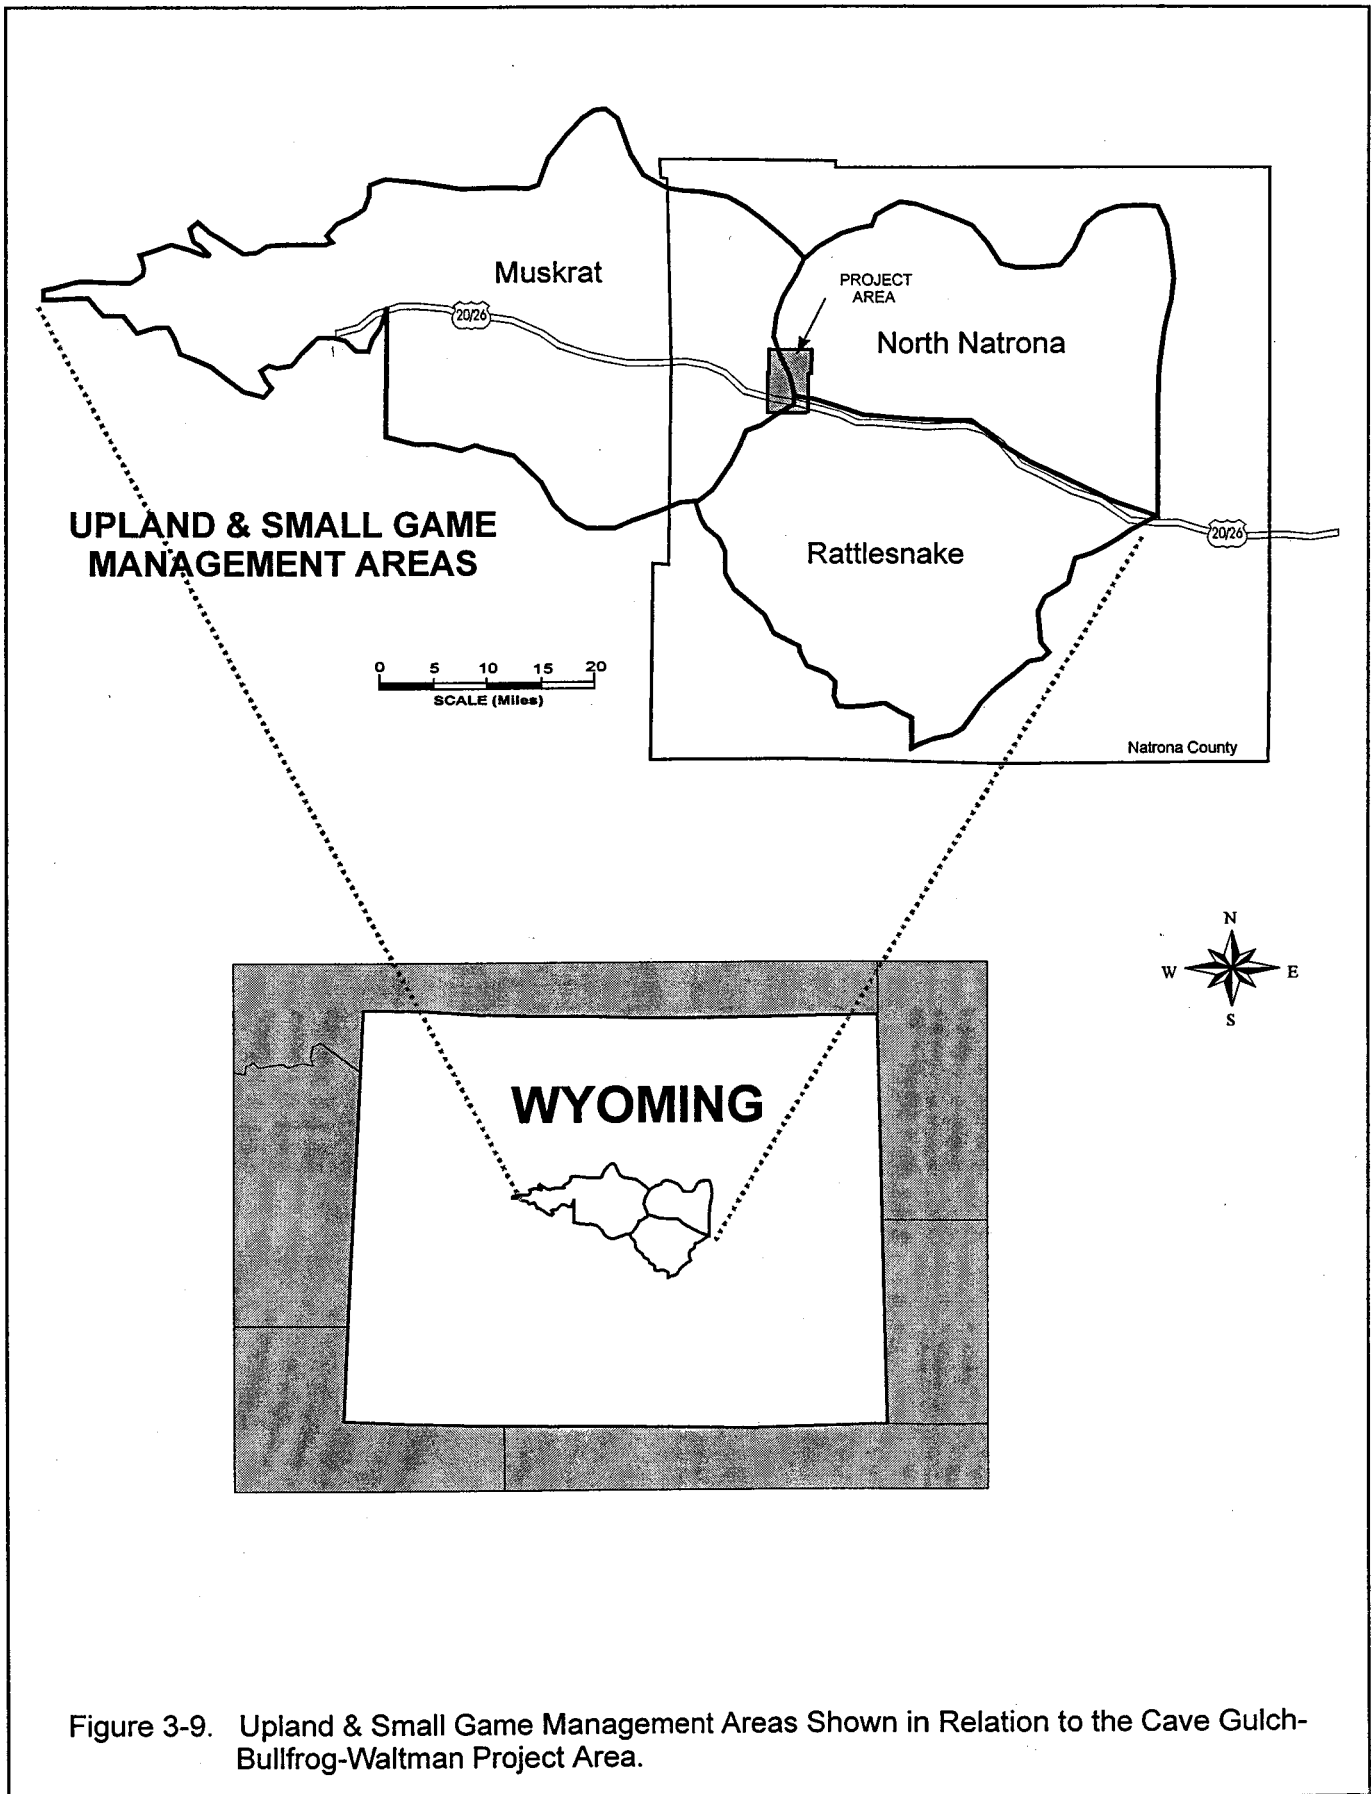 Muskrat
PROJECT
AREA
20/26
North Natrona
UPLAND & SMALL GAME
MANAGEMENT AREAS
20/26
Rattlesnake
0 5 10 15 20
SCALE (Miles)
Natrona County
N
W E
S
WYOMING
Figure 3-9. Upland & Small Game Management Areas Shown in Relation to the Cave Gulch-
Bullfrog-Waltman Project Area.